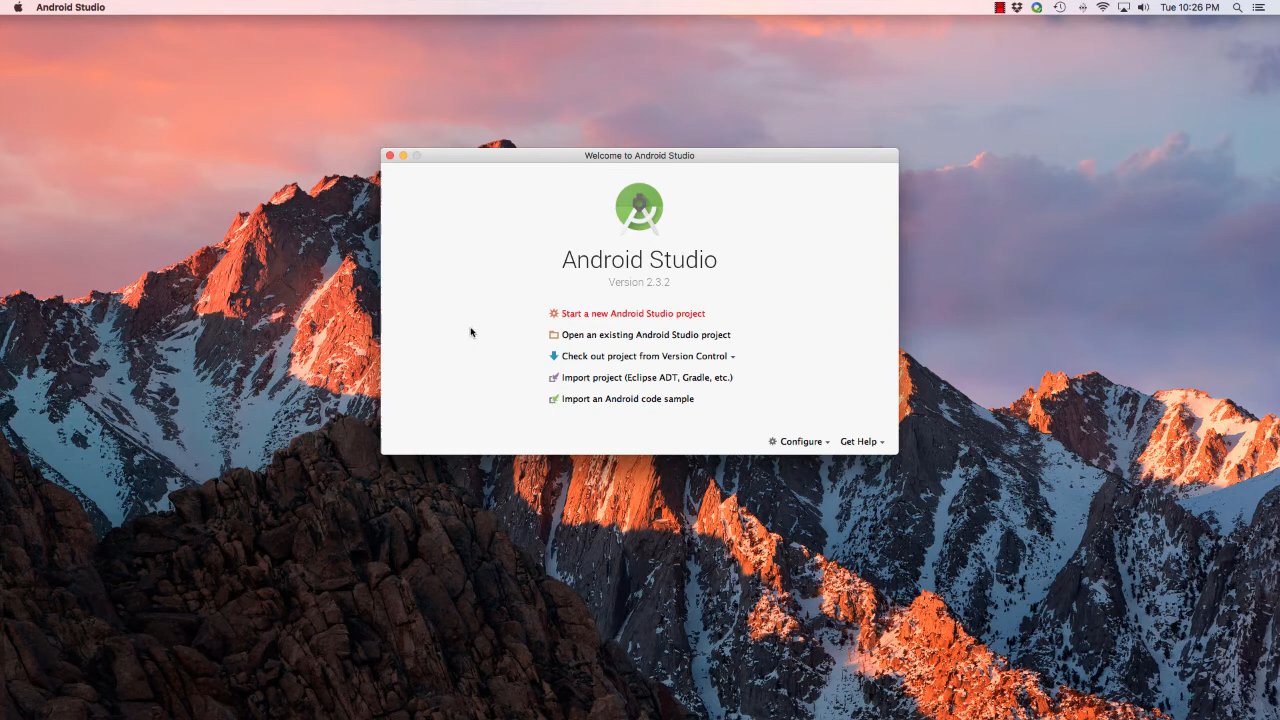 Android Studio
Tue 10:26 PM
Welcome to Android Studio
Android Studio
Version 2.3.2
Start a new Android Studio project
Open an existing Android Studio project
Check out project from Version Control
Import project (Eclipse ADT, Gradle, etc.)
Import an Android code sample
Configure
Get Help